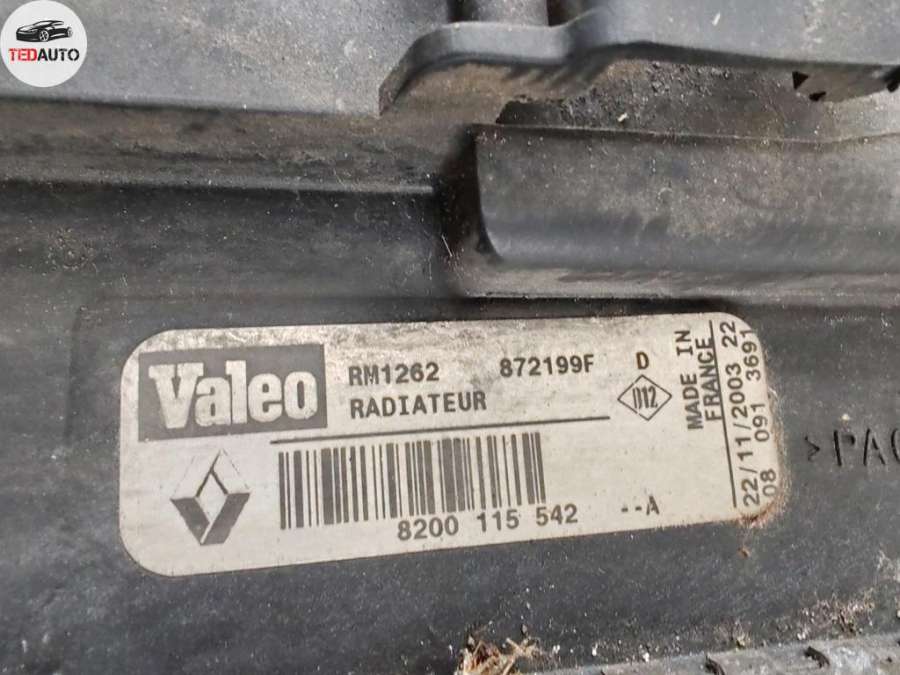 TEDAUTO
Valeo
RM1262 872199F D
RADIATEUR
D12
8200 115 542 --A
MADE IN
FRANCE
22/11/2003 22
08 091 3691
>PA